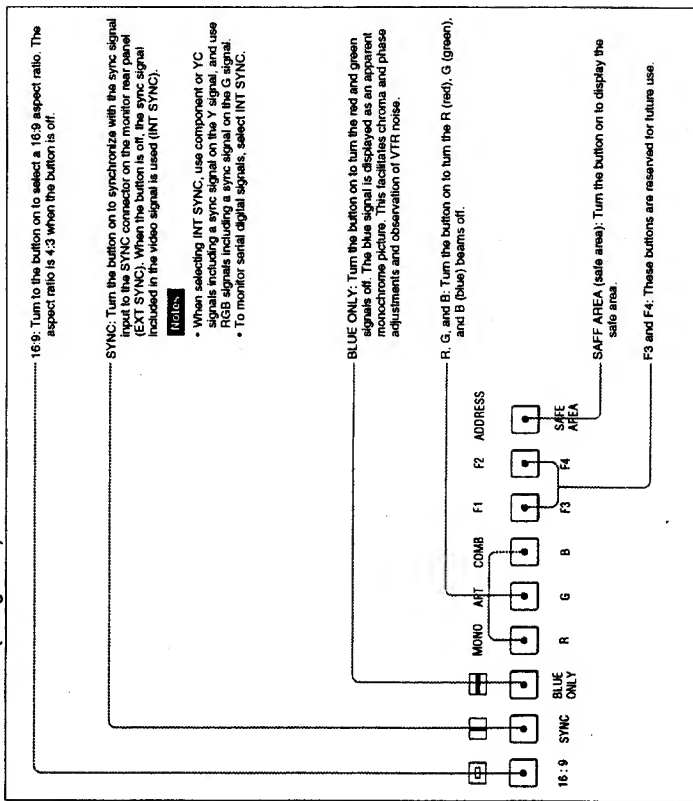 16:9: Turn to the button on to select a 16:9 aspect ratio. The
aspect ratio is 4:3 when the button is off.
SYNC: Turn the button on to synchronize with the sync signal
input to the SYNC connector on the monitor rear panel
(EXT SYNC). When the button is off, the sync signal
included in the video signal is used (INT SYNC).
Notes
• When selecting INT SYNC, use component or YC
signals including a sync signal on the Y signal, and use
RGB signals including a sync signal on the G signal.
• To monitor serial digital signals, select INT SYNC.
BLUE ONLY: Turn the button on to turn the red and green
signals off. The blue signal is displayed as an apparent
monochrome picture. This facilitates chroma and phase
adjustments and observation of VTR noise.
R, G, and B: Turn the button on to turn the R (red), G (green),
and B (blue) beams off.
MONO APT COMB F1 F2 ADDRESS
16:9 SYNC BLUE ONLY R G B F3 F4 SAFE AREA
SAFF AREA (safe area): Turn the button on to display the
safe area.
F3 and F4: These buttons are reserved for future use.